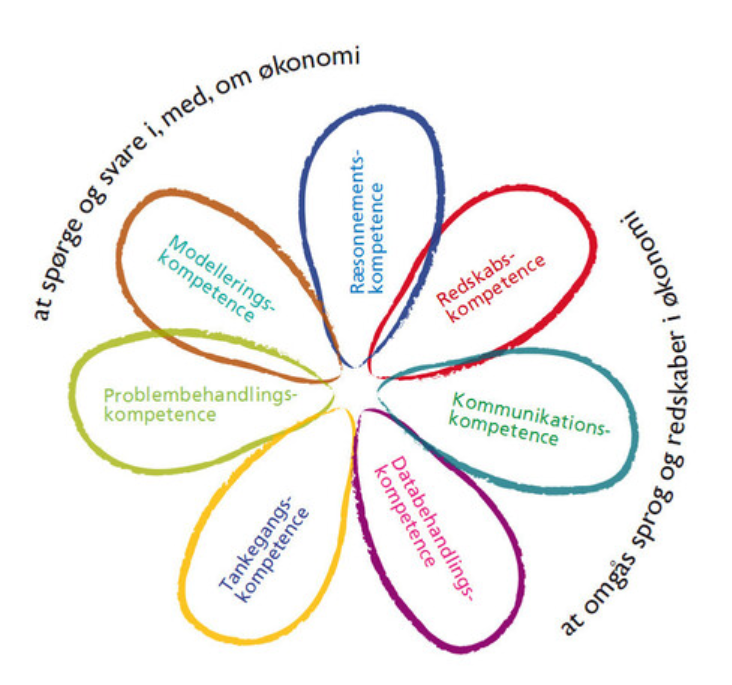 at spørge og svare i, med, om økonomi
Ræsonnements-
kompetence
Redskabs-
kompetence
at omgås sprog og redskaber i økonomi
Modellerings-
kompetence
Problembehandlings-
kompetence
Kommunikations-
kompetence
Tankegangs-
kompetence
Databehandlings-
kompetence